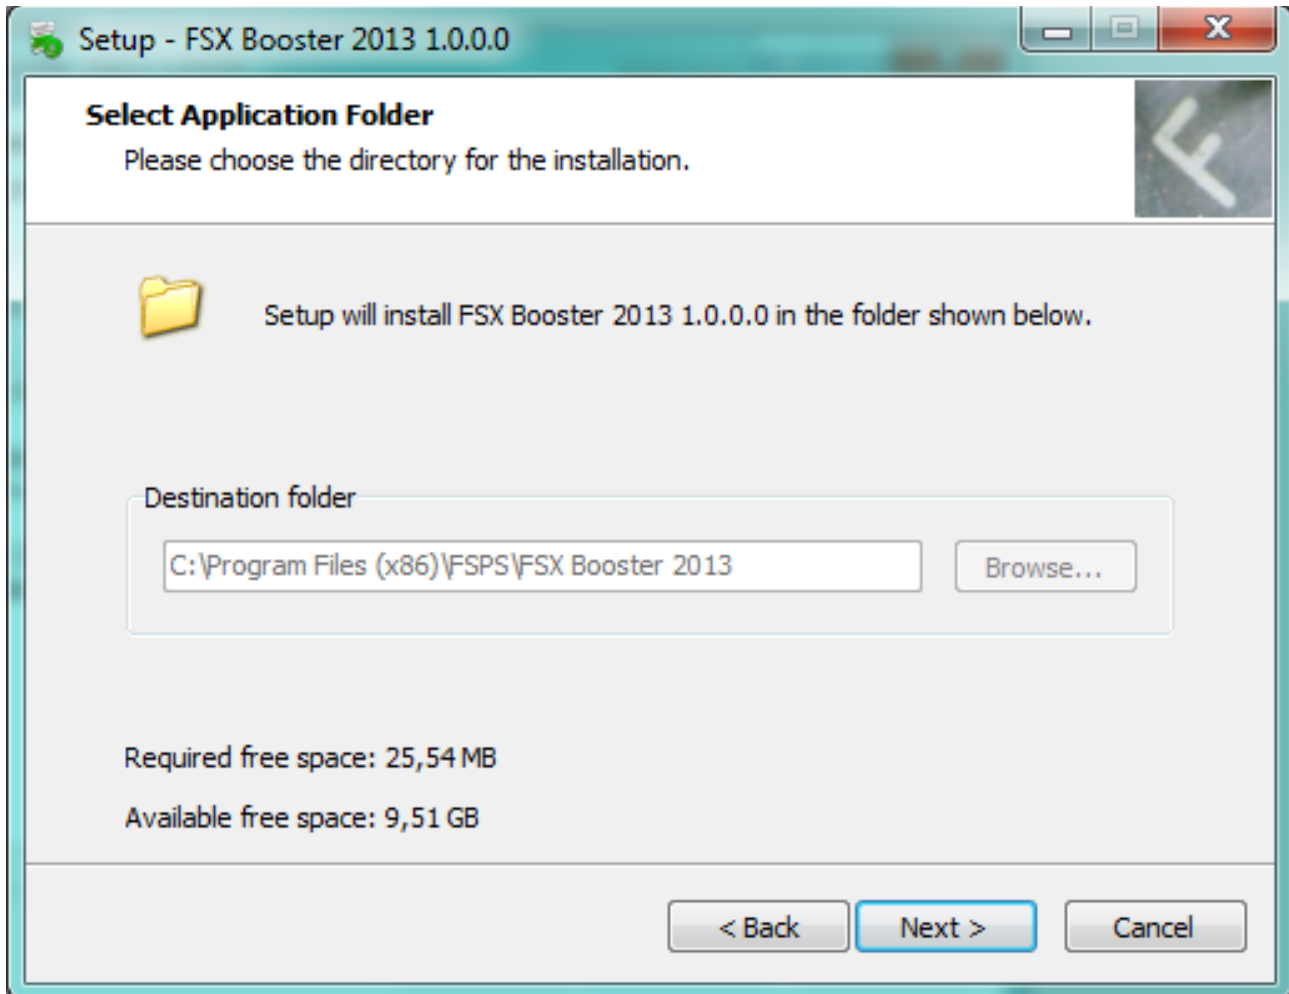 Setup - FSX Booster 2013 1.0.0.0
Select Application Folder
Please choose the directory for the installation.
F
Setup will install FSX Booster 2013 1.0.0.0 in the folder shown below.
Destination folder
C:\Program Files (x86)\FSPS\FSX Booster 2013
Browse...
Required free space: 25,54 MB
Available free space: 9,51 GB
< Back
Next >
Cancel